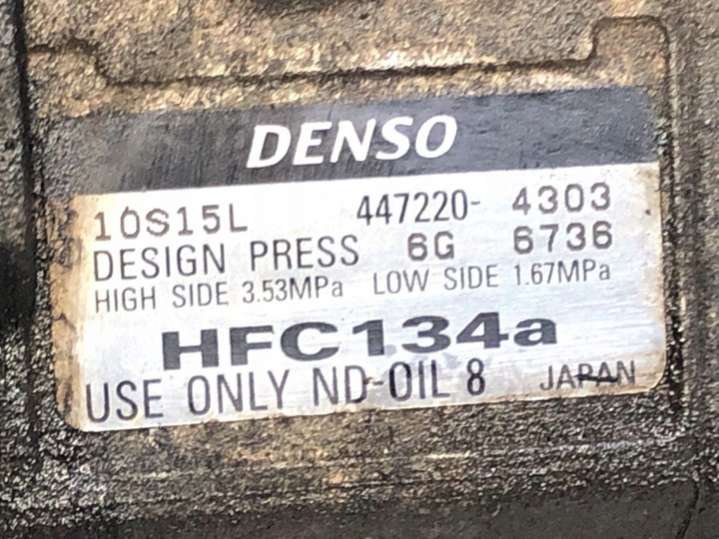 DENSO
10S15L 447220- 4303
DESIGN PRESS 6G 6736
HIGH SIDE 3.53MPa LOW SIDE 1.67MPa
HFC134a
USE ONLY ND-OIL 8 JAPAN